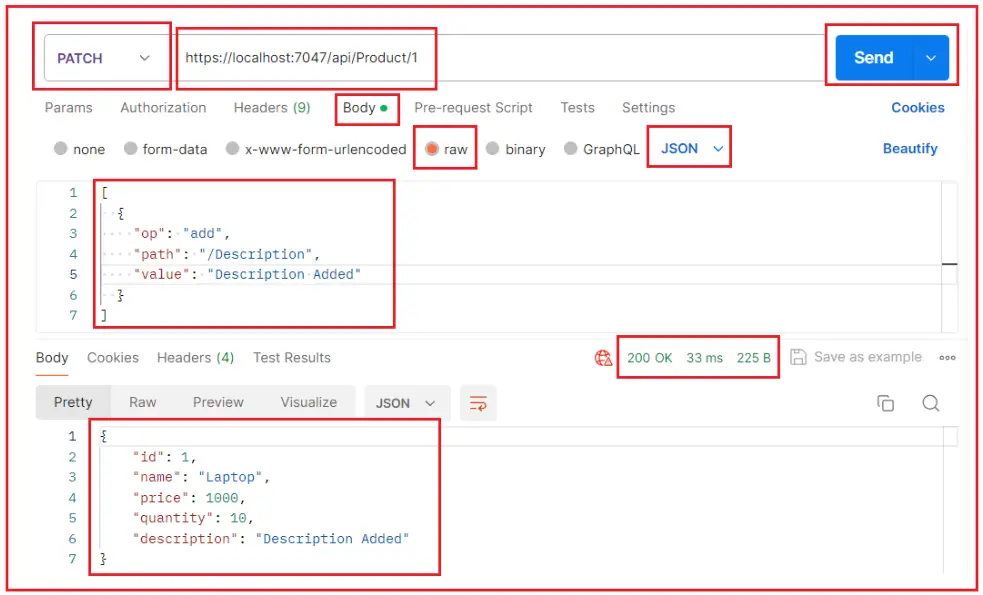 PATCH https://localhost:7047/api/Product/1 Send
Params Authorization Headers (9) Body Pre-request Script Tests Settings Cookies
none form-data x-www-form-urlencoded raw binary GraphQL JSON Beautify
1 [
2 {
3 "op": "add",
4 "path": "/Description",
5 "value": "Description Added"
6 }
7 ]
Body Cookies Headers (4) Test Results 200 OK 33 ms 225 B Save as example
Pretty Raw Preview Visualize JSON
1 {
2 "id": 1,
3 "name": "Laptop",
4 "price": 1000,
5 "quantity": 10,
6 "description": "Description Added"
7 }